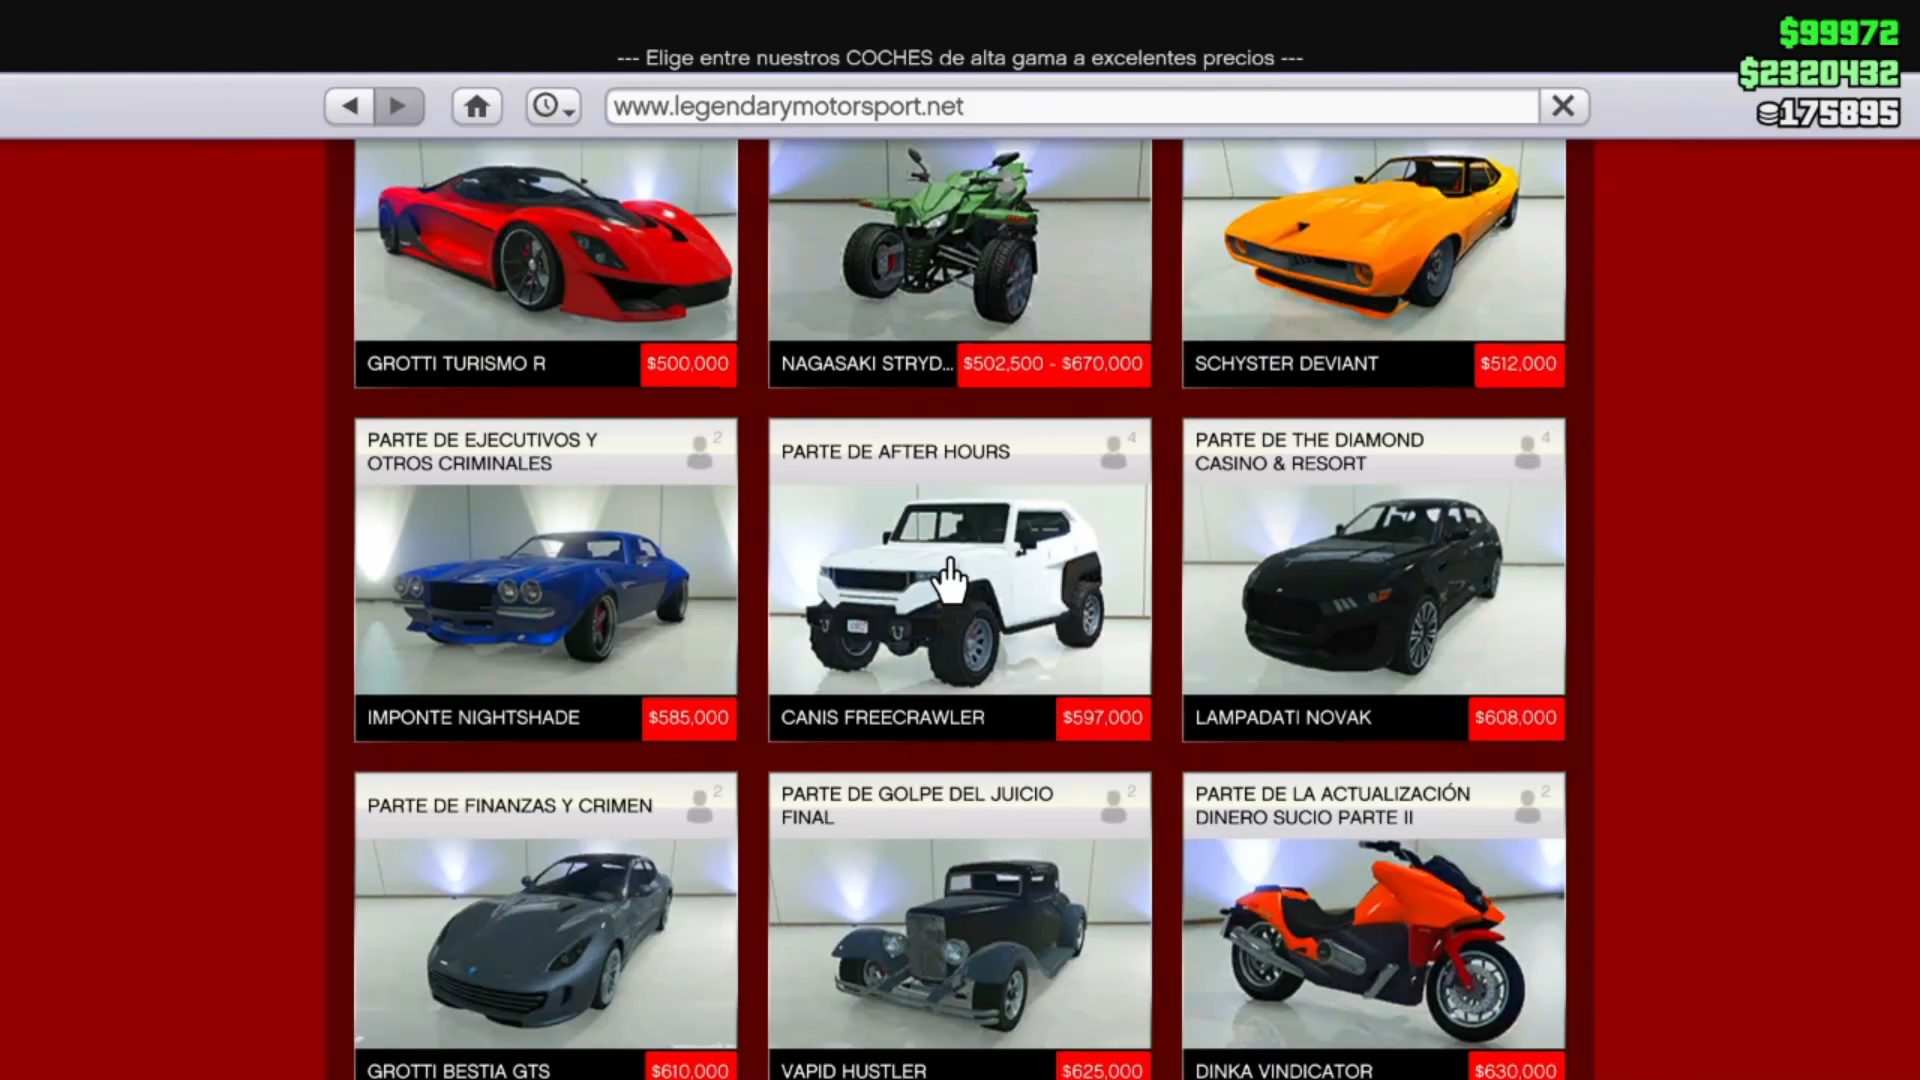 $99972
--- Elige entre nuestros COCHES de alta gama a excelentes precios ---
$2320432
www.legendarymotorsport.net
175895
GROTTI TURISMO R
$500,000
NAGASAKI STRYD...
$502,500 - $670,000
SCHYSTER DEVIANT
$512,000
PARTE DE EJECUTIVOS Y
OTROS CRIMINALES
2
PARTE DE AFTER HOURS
4
PARTE DE THE DIAMOND
CASINO & RESORT
4
IMPONTE NIGHTSHADE
$585,000
CANIS FREECRAWLER
$597,000
LAMPADATI NOVAK
$608,000
PARTE DE FINANZAS Y CRIMEN
2
PARTE DE GOLPE DEL JUICIO
FINAL
2
PARTE DE LA ACTUALIZACIÓN
DINERO SUCIO PARTE II
2
GROTTI BESTIA GTS
$610,000
VAPID HUSTLER
$625,000
DINKA VINDICATOR
$630,000